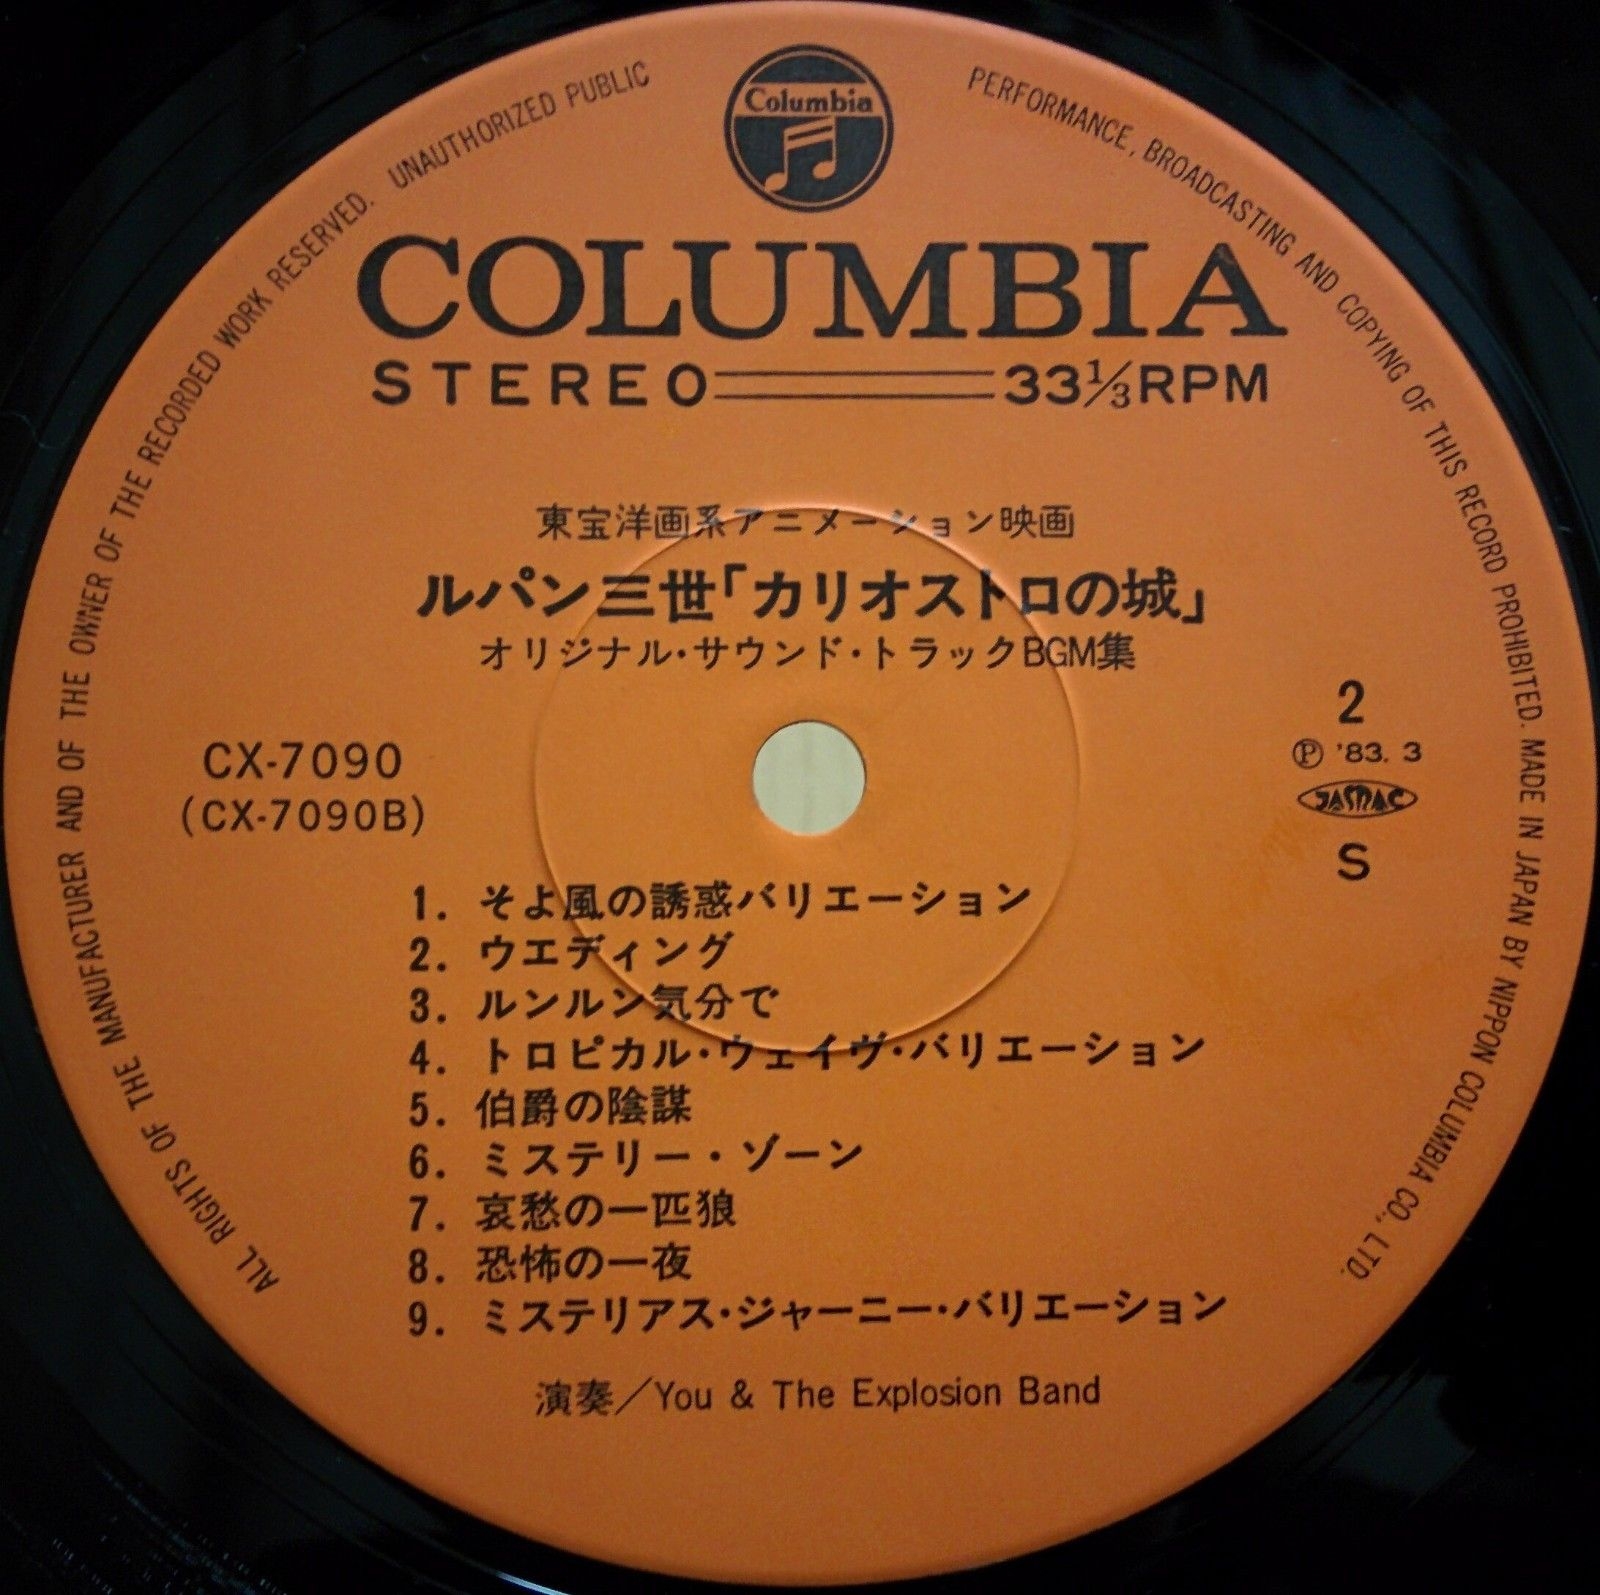 ALL RIGHTS OF THE MANUFACTURER AND OF THE OWNER OF THE RECORDED WORK RESERVED. UNAUTHORIZED PUBLIC PERFORMANCE, BROADCASTING AND COPYING OF THIS RECORD PROHIBITED. MADE IN JAPAN BY NIPPON COLUMBIA CO., LTD.
Columbia
COLUMBIA
STEREO 33⅓RPM
東宝洋画系アニメーション映画
ルパン三世「カリオストロの城」
オリジナル・サウンド・トラックBGM集
2
CX-7090
Ⓟ '83. 3
(CX-7090B)
JASRAC
S
1. そよ風の誘惑バリエーション
2. ウエディング
3. ルンルン気分で
4. トロピカル・ウェイヴ・バリエーション
5. 伯爵の陰謀
6. ミステリー・ゾーン
7. 哀愁の一匹狼
8. 恐怖の一夜
9. ミステリアス・ジャーニー・バリエーション
演奏／You & The Explosion Band